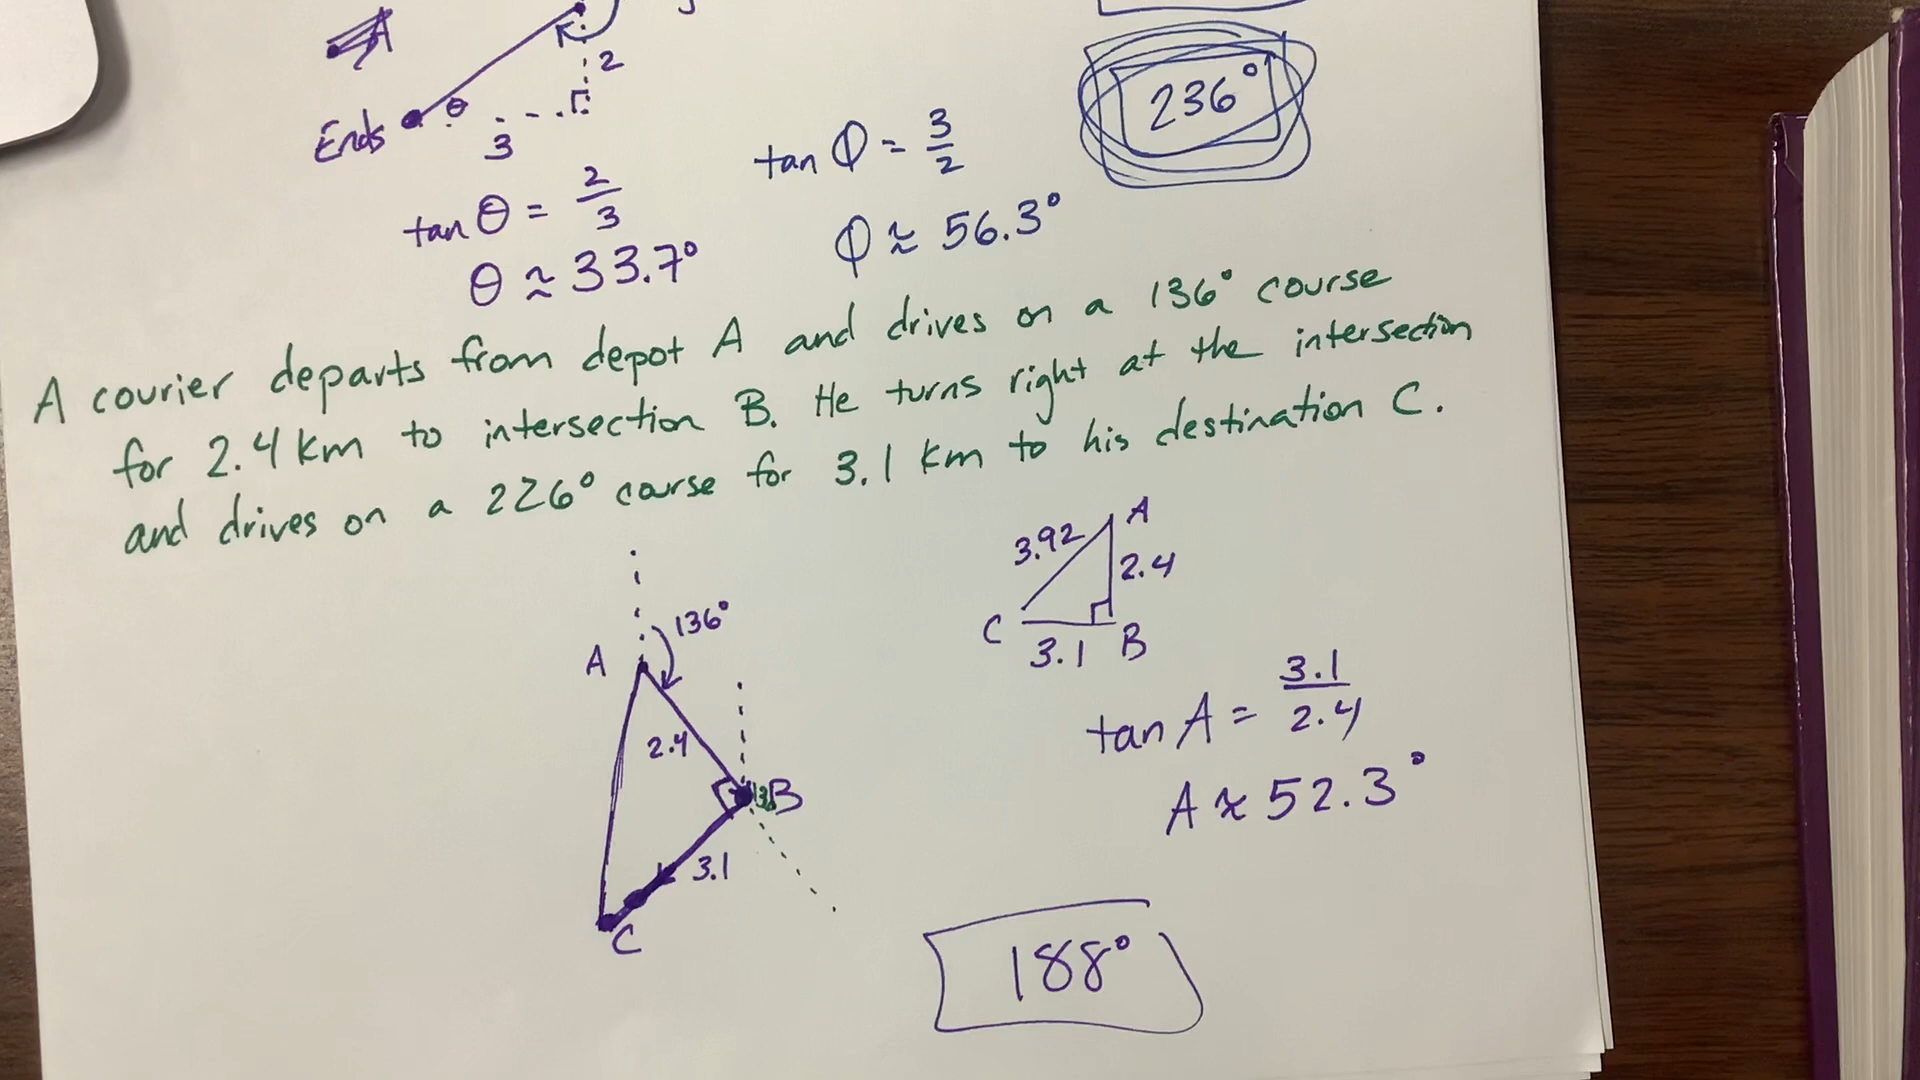 A
2
236°
Ends
θ
3
tan θ = 2/3
tan Φ = 3/2
θ ≈ 33.7°
Φ ≈ 56.3°
A courier departs from depot A and drives on a 136° course
for 2.4 km to intersection B. He turns right at the intersection
and drives on a 226° course for 3.1 km to his destination C.
136°
A
2.4
B
3.1
C
A
3.92
2.4
C
3.1
B
tan A = 3.1/2.4
A ≈ 52.3°
188°